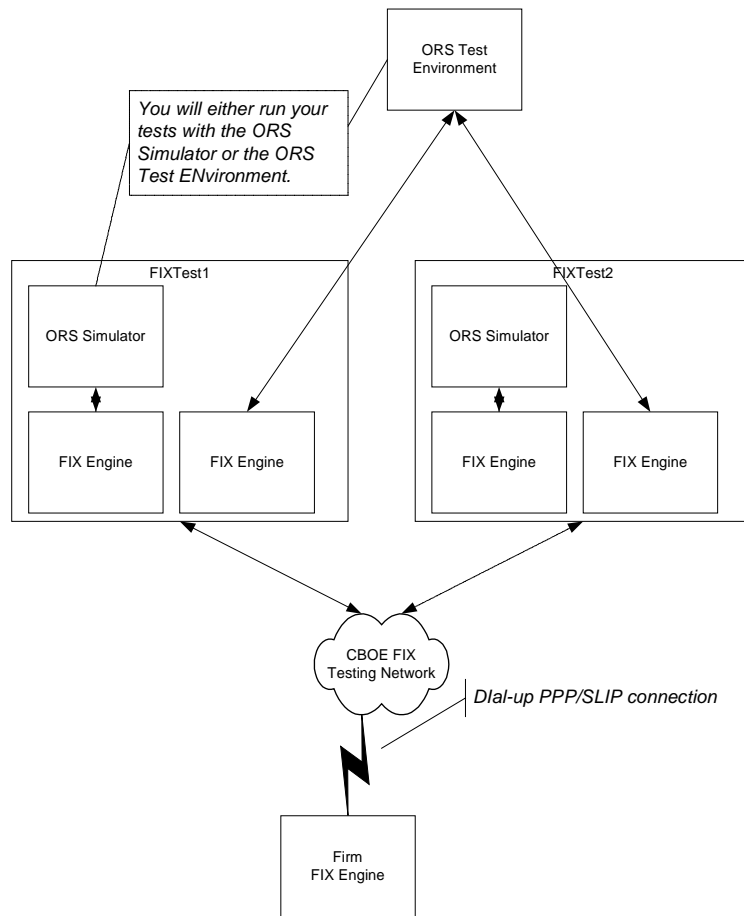 ORS Test
Environment
You will either run your
tests with the ORS
Simulator or the ORS
Test ENvironment.
FIXTest1
FIXTest2
ORS Simulator
ORS Simulator
FIX Engine
FIX Engine
FIX Engine
FIX Engine
CBOE FIX
Testing Network
DIal-up PPP/SLIP connection
Firm
FIX Engine